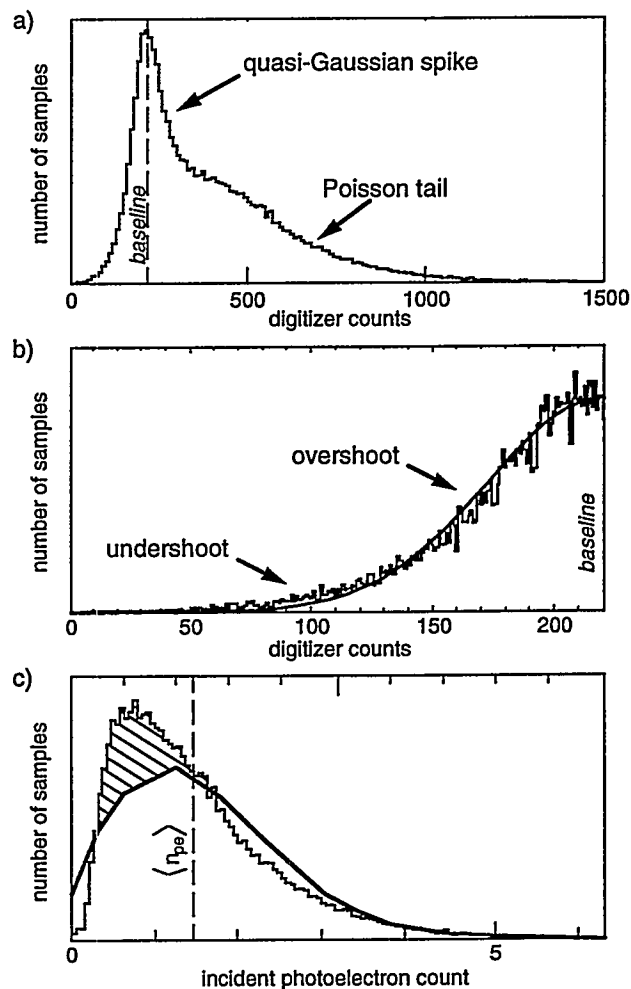 a)
number of samples
quasi-Gaussian spike
Poisson tail
baseline
0 500 1000 1500
digitizer counts
b)
number of samples
overshoot
undershoot
baseline
0 50 100 150 200
digitizer counts
c)
number of samples
⟨n_pe⟩
0 5
incident photoelectron count